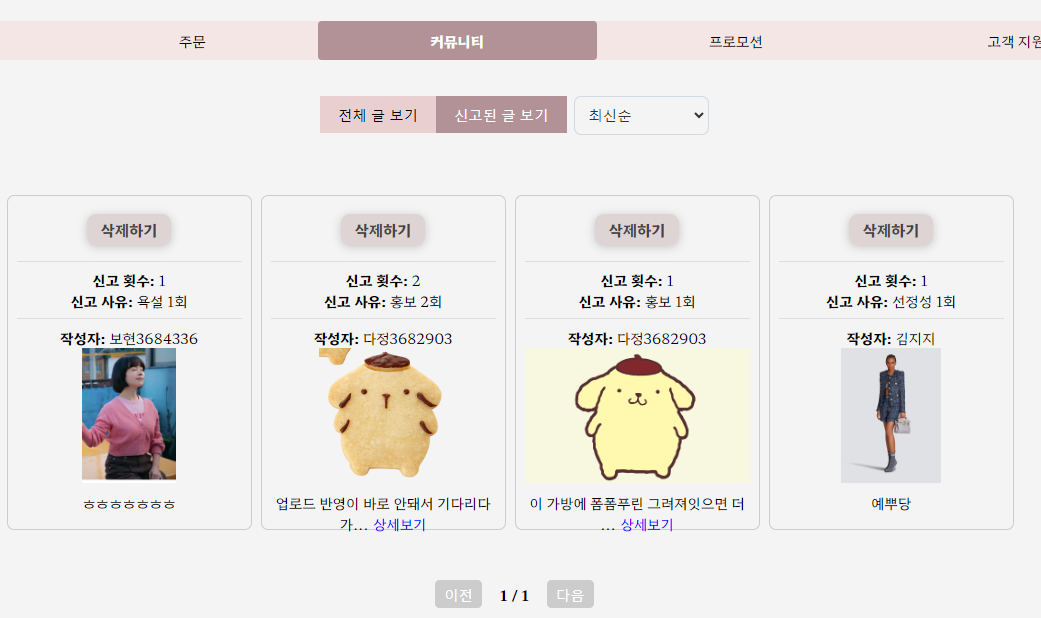 주문 커뮤니티 프로모션 고객 지원
전체 글 보기 신고된 글 보기 최신순
삭제하기
신고 횟수: 1
신고 사유: 욕설 1회
작성자: 보현3684336
ㅎㅎㅎㅎㅎㅎㅎ
삭제하기
신고 횟수: 2
신고 사유: 홍보 2회
작성자: 다정3682903
업로드 반영이 바로 안돼서 기다리다
가... 상세보기
삭제하기
신고 횟수: 1
신고 사유: 홍보 1회
작성자: 다정3682903
이 가방에 폼폼푸린 그려져잇으면 더
... 상세보기
삭제하기
신고 횟수: 1
신고 사유: 선정성 1회
작성자: 김지지
예뿌당
이전 1 / 1 다음